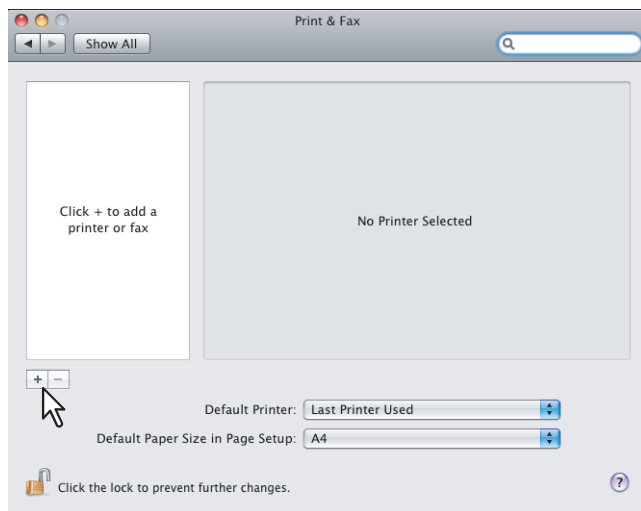 Print & Fax
Show All
Click + to add a
printer or fax
No Printer Selected
+ −
Default Printer: Last Printer Used
Default Paper Size in Page Setup: A4
Click the lock to prevent further changes.
?